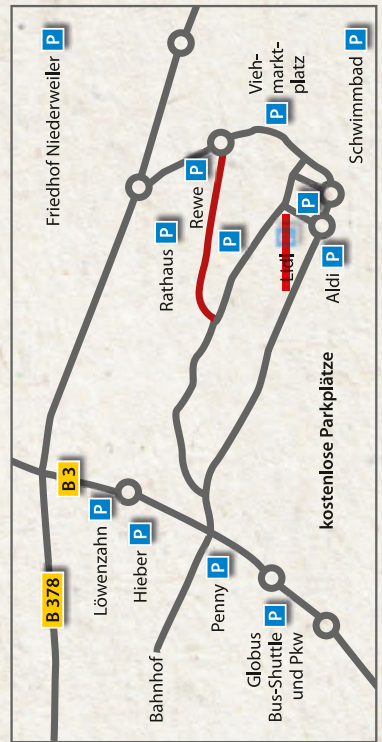 Friedhof Niederweiler P
P
Schwimmbad
Vieh-
markt-
platz
P
Rewe P
Rathaus P
P
P
Lidl
Aldi P
kostenlose Parkplätze
B 3
B 378
Löwenzahn P
Hieber P
Penny P
Bahnhof
Globus P
Bus-Shuttle
und Pkw